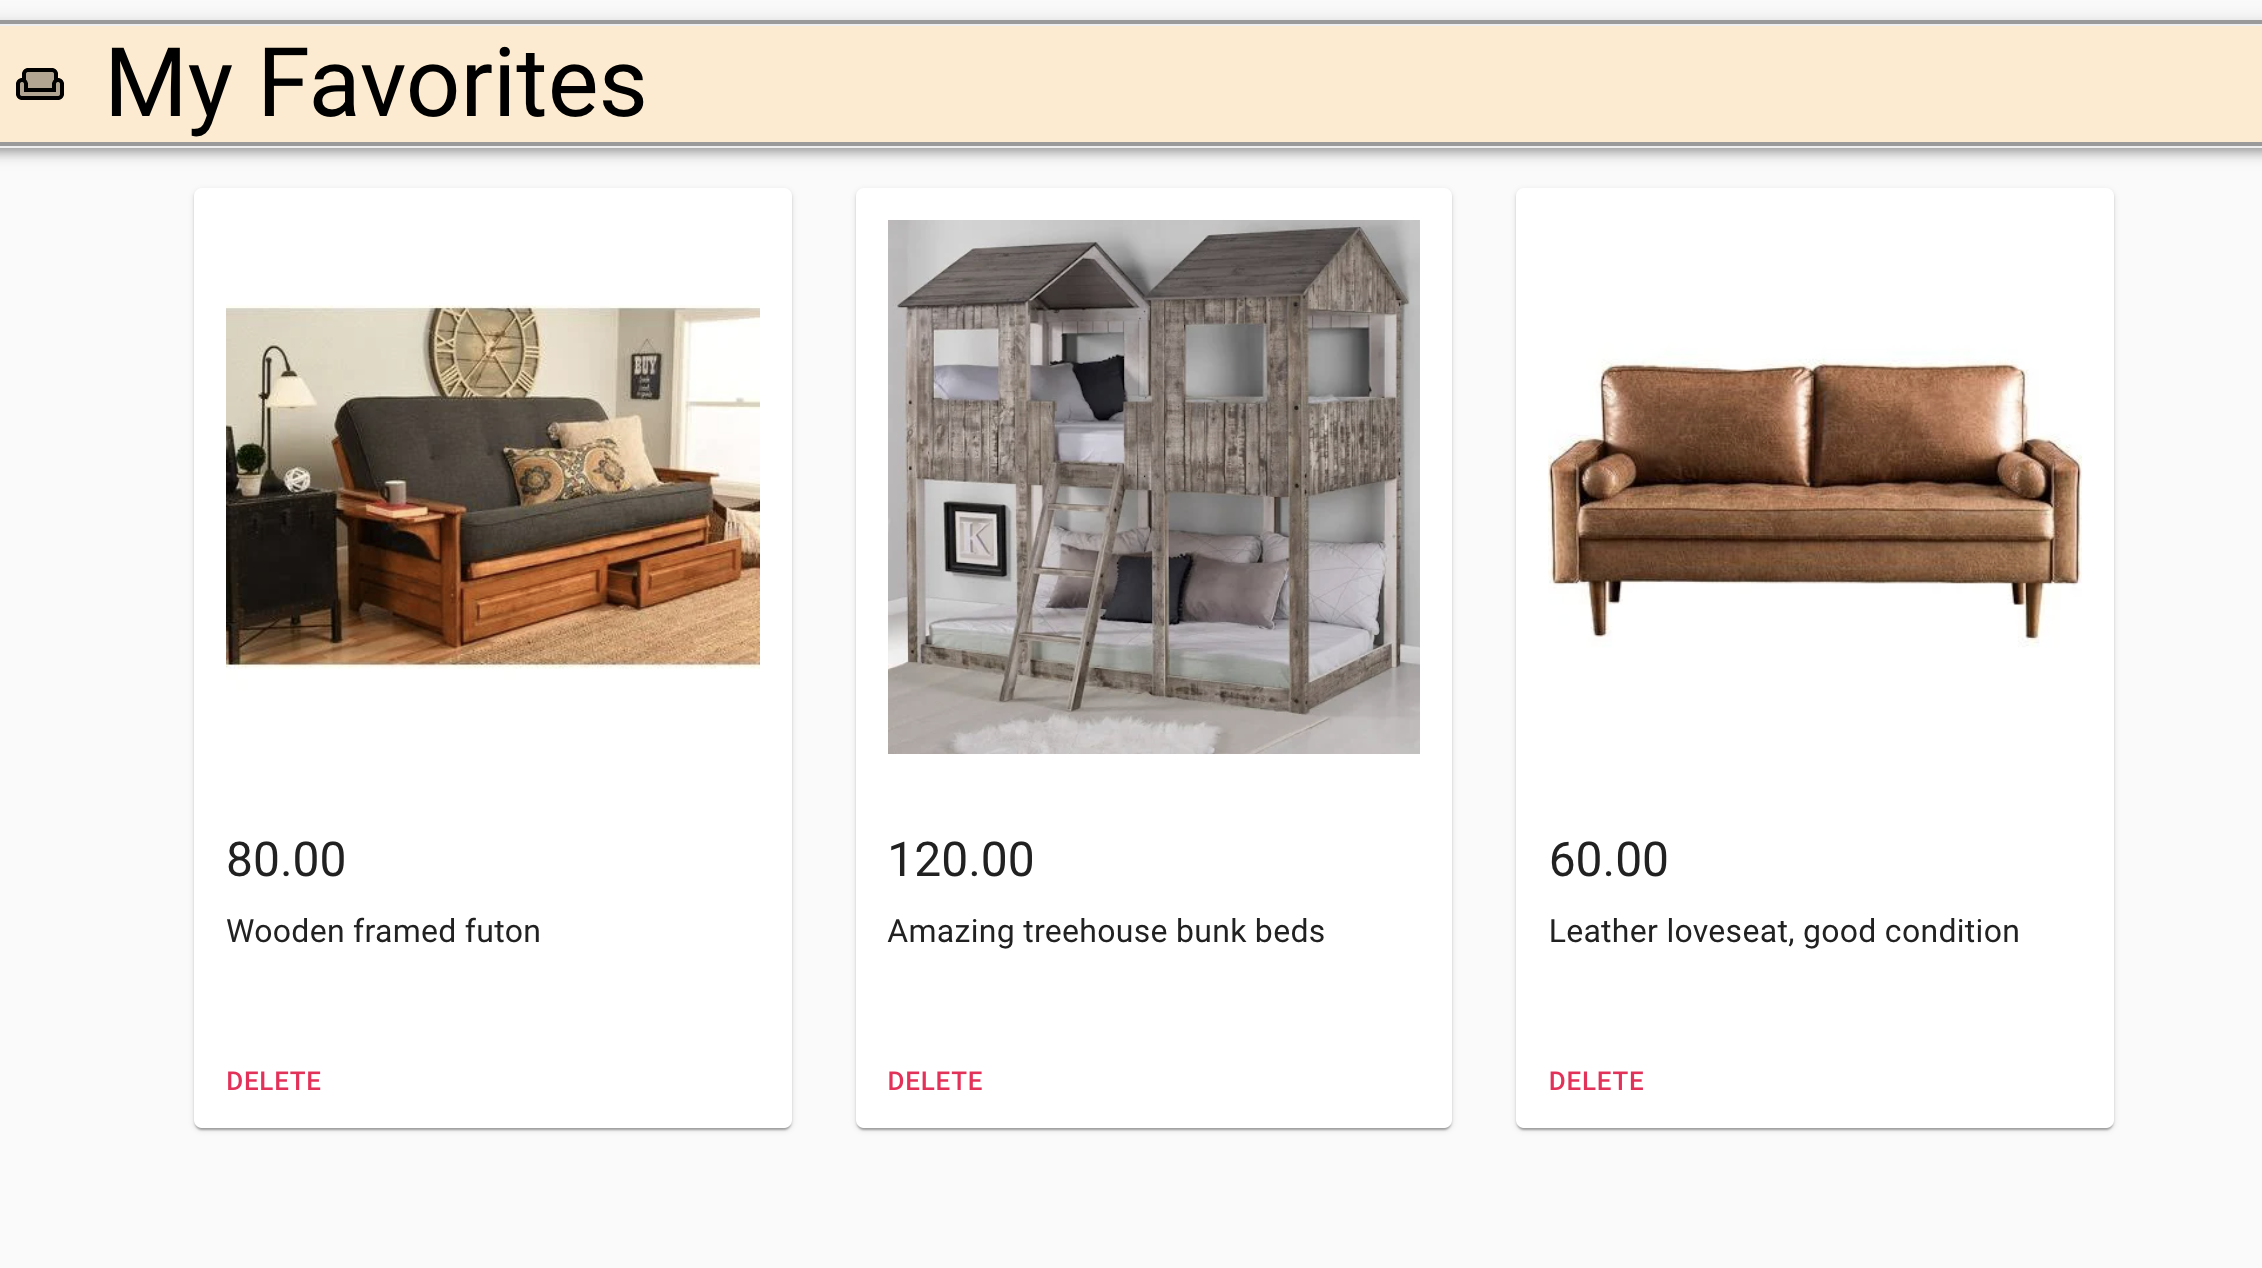 My Favorites
BUY
K
80.00
Wooden framed futon
DELETE
120.00
Amazing treehouse bunk beds
DELETE
60.00
Leather loveseat, good condition
DELETE